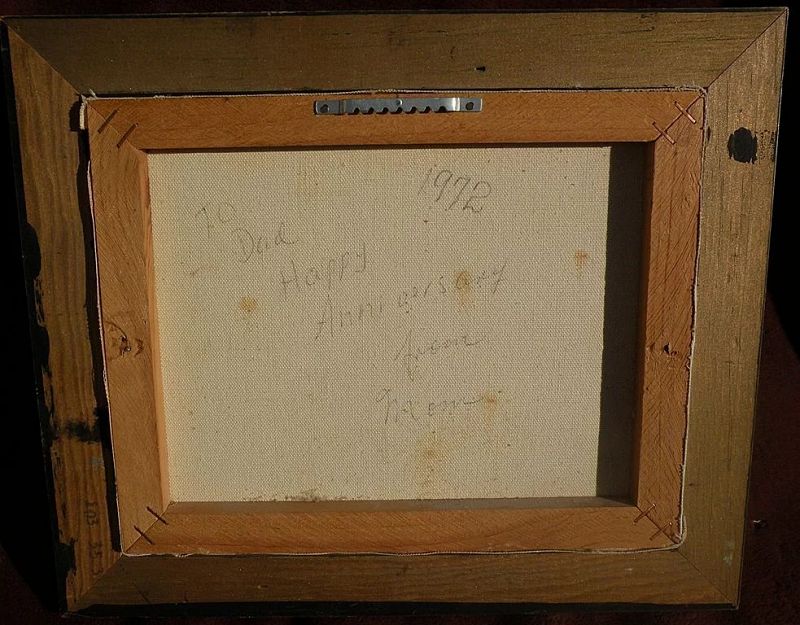 1972
To
Dad
Happy
Anniversary
from
Mom